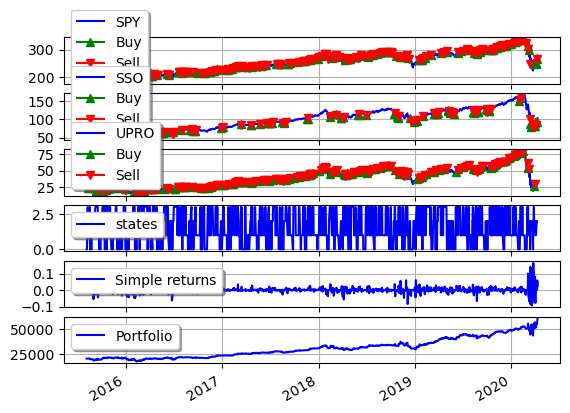 SPY
Buy
Sell
300
200
SSO
Buy
Sell
150
100
50
UPRO
Buy
Sell
75
50
25
states
2.5
0.0
Simple returns
0.1
0.0
−0.1
Portfolio
50000
25000
2016 2017 2018 2019 2020